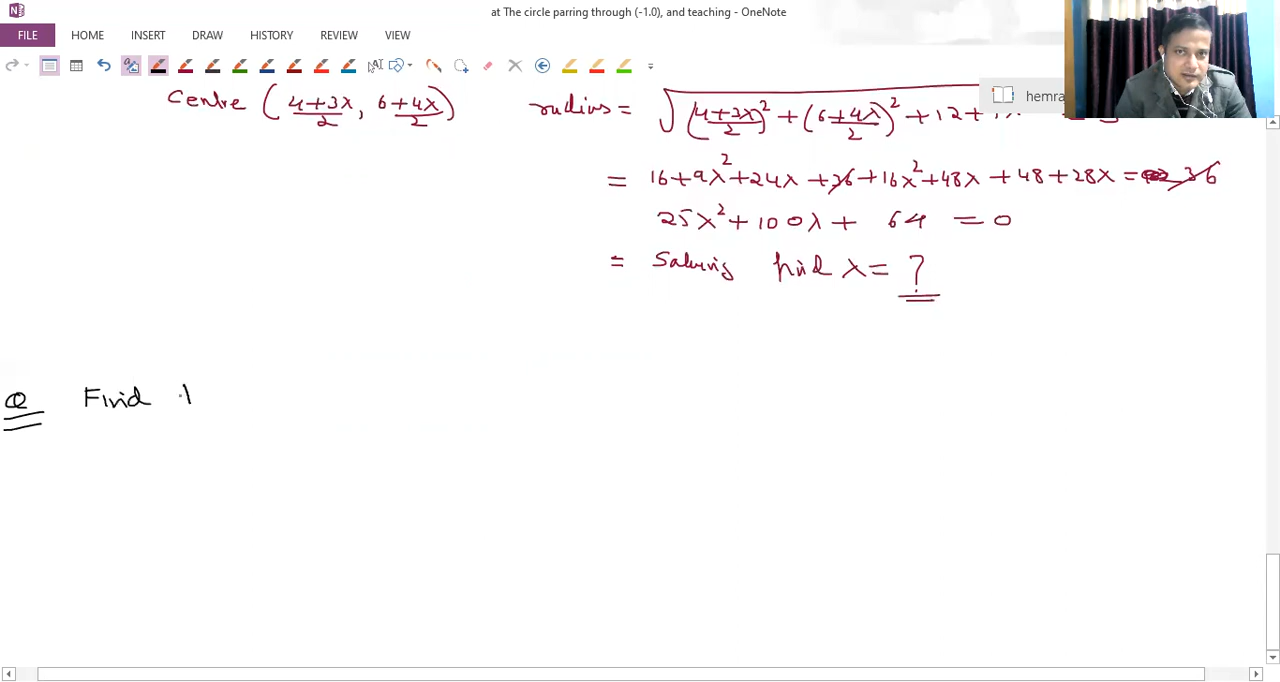 at The circle parring through (-1.0), and teaching - OneNote
FILE HOME INSERT DRAW HISTORY REVIEW VIEW
hemra
Centre (4+3λ/2, 6+4λ/2) radius = √(4+3λ/2)² + (6+4λ/2)² + 12 +
= 16+9λ²+24λ +36+16λ²+48λ +48+28λ = 36
25λ²+100λ + 64 = 0
= Solving find λ = ?
Q Find